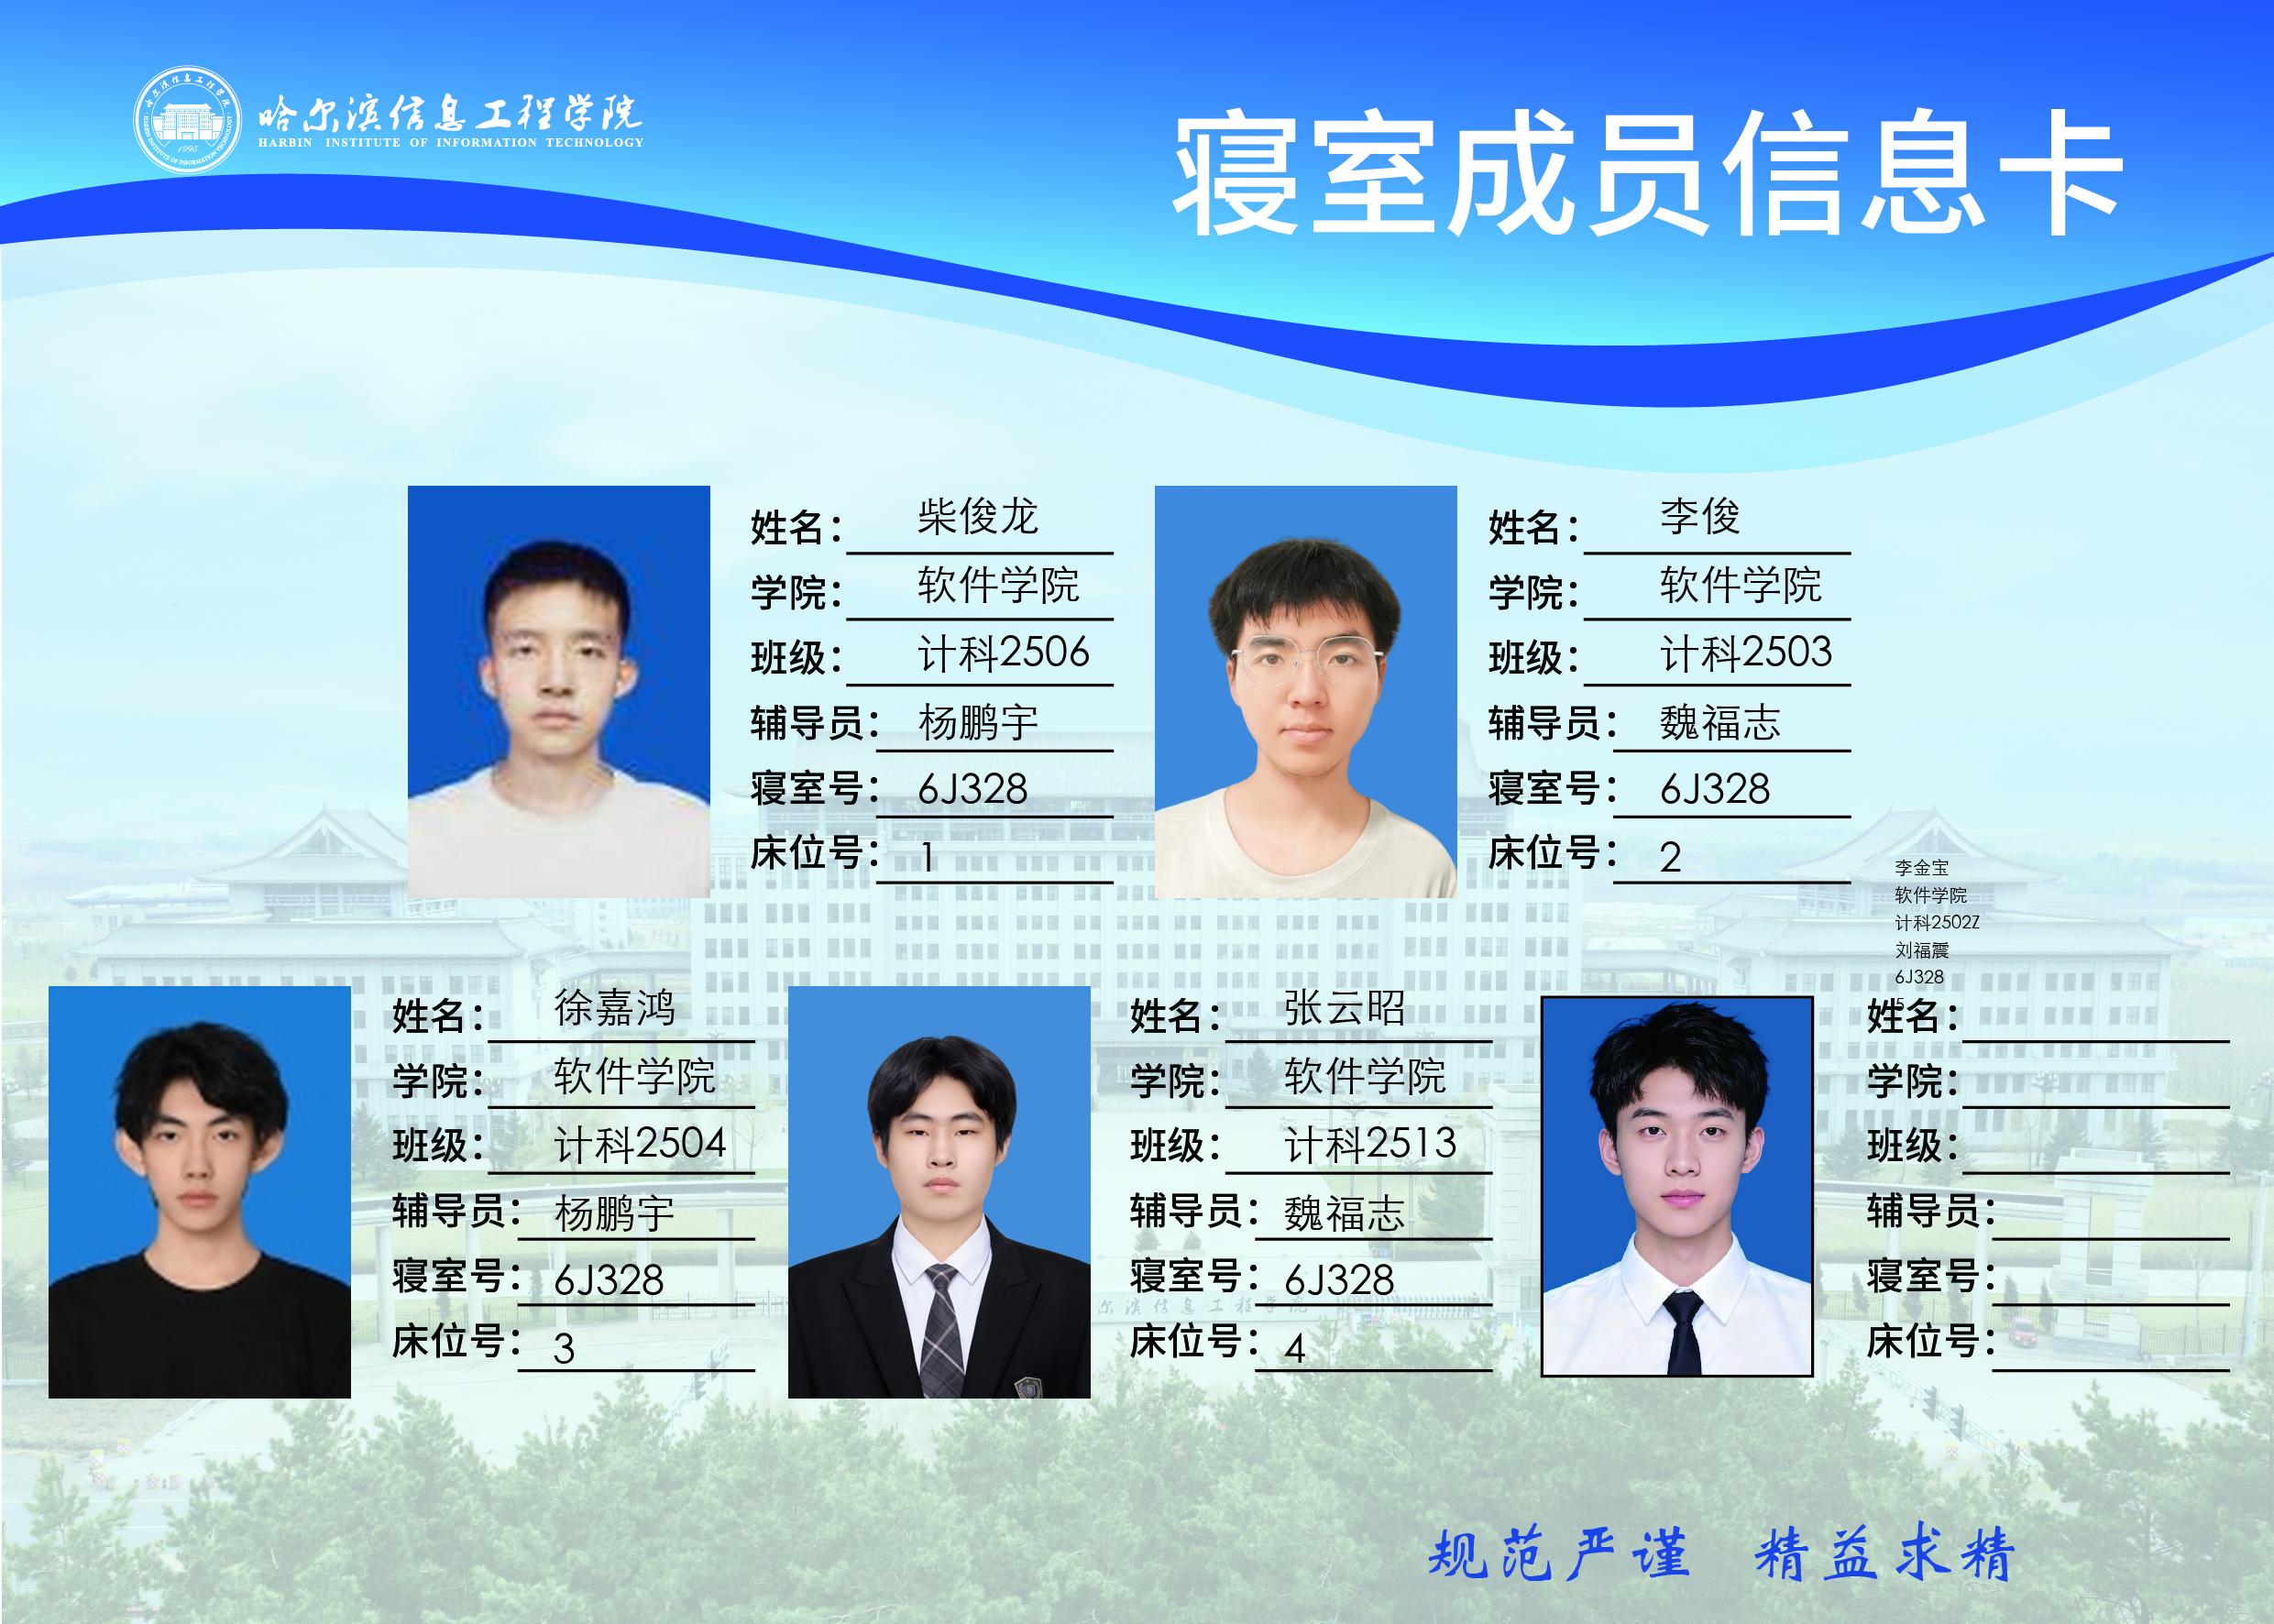 哈尔滨信息工程学院
HARBIN INSTITUTE OF INFORMATION TECHNOLOGY
1995
寝室成员信息卡
姓名： 柴俊龙
学院： 软件学院
班级： 计科2506
辅导员： 杨鹏宇
寝室号： 6J328
床位号： 1
姓名： 李俊
学院： 软件学院
班级： 计科2503
辅导员： 魏福志
寝室号： 6J328
床位号： 2
李金宝
软件学院
计科2502Z
刘福震
6J328
5
姓名： 徐嘉鸿
学院： 软件学院
班级： 计科2504
辅导员： 杨鹏宇
寝室号： 6J328
床位号： 3
姓名： 张云昭
学院： 软件学院
班级： 计科2513
辅导员： 魏福志
寝室号： 6J328
床位号： 4
姓名：
学院：
班级：
辅导员：
寝室号：
床位号：
规范严谨 精益求精